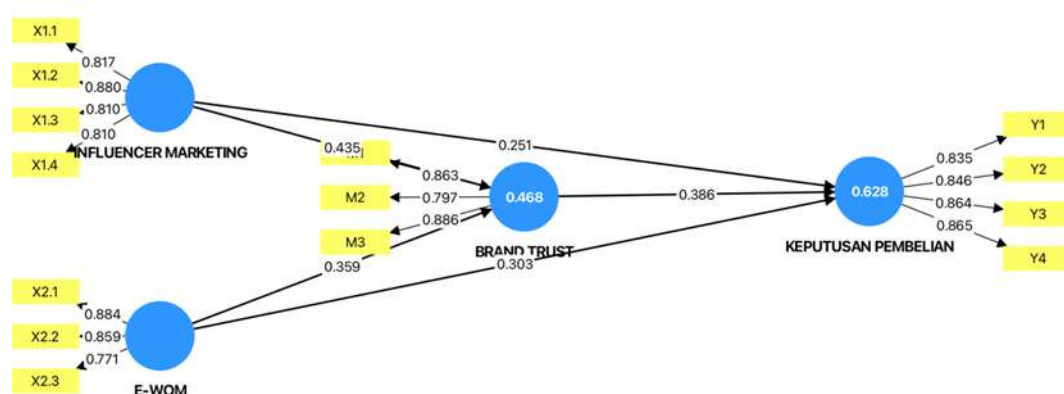 X1.1
0.817
X1.2
0.880
X1.3
0.810
0.810
X1.4
INFLUENCER MARKETING
0.435
0.251
0.863
M2
0.797
0.886
M3
0.468
BRAND TRUST
0.386
0.359
0.303
0.628
KEPUTUSAN PEMBELIAN
Y1
0.835
Y2
0.846
Y3
0.864
0.865
Y4
X2.1
0.884
X2.2
0.859
0.771
X2.3
E-WOM